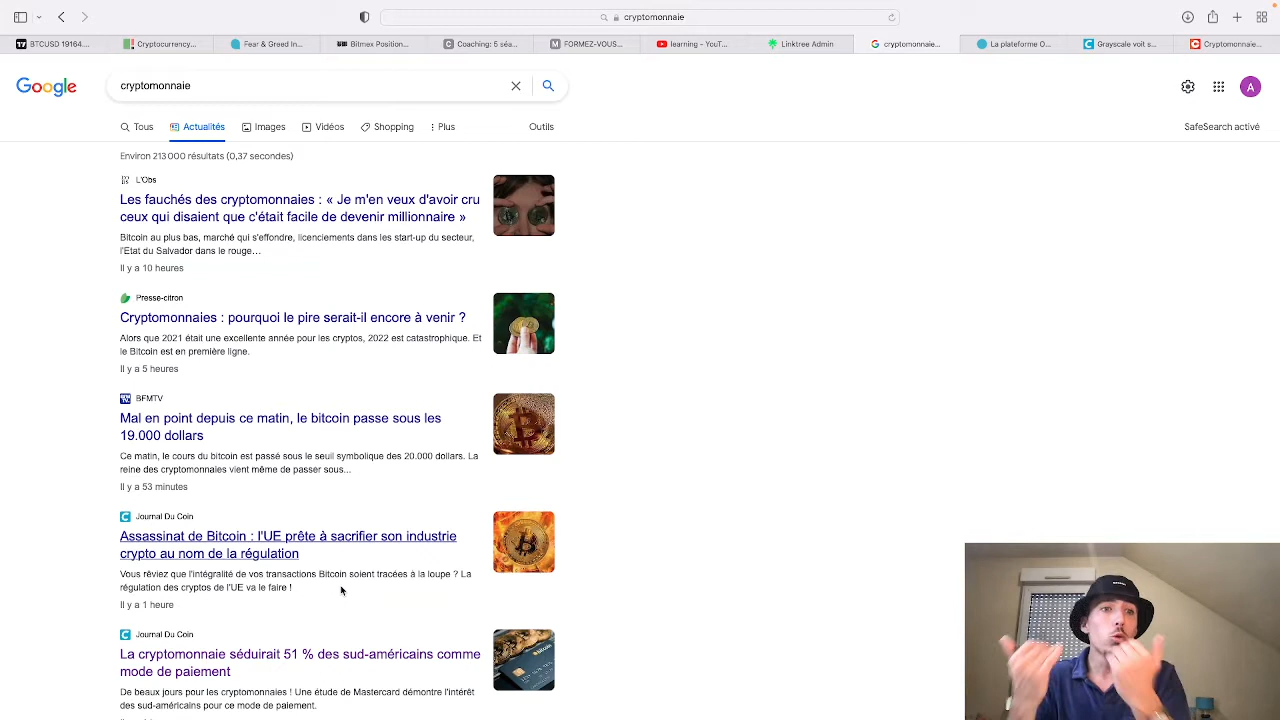 cryptomonnaie
BTCUSD 19164....
Cryptocurrency...
Fear & Greed In...
Bitmex Position...
Coaching: 5 séa...
FORMEZ-VOUS...
learning - YouT...
Linktree Admin
cryptomonnaie...
La plateforme O...
Grayscale voit s...
Cryptomonnaie...
Google
cryptomonnaie
A
Tous
Actualités
Images
Vidéos
Shopping
Plus
Outils
SafeSearch activé
Environ 213 000 résultats (0,37 secondes)
L'Obs
Les fauchés des cryptomonnaies : « Je m'en veux d'avoir cru
ceux qui disaient que c'était facile de devenir millionnaire »
Bitcoin au plus bas, marché qui s'effondre, licenciements dans les start-up du secteur,
l'Etat du Salvador dans le rouge...
Il y a 10 heures
Presse-citron
Cryptomonnaies : pourquoi le pire serait-il encore à venir ?
Alors que 2021 était une excellente année pour les cryptos, 2022 est catastrophique. Et
le Bitcoin est en première ligne.
Il y a 5 heures
BFMTV
Mal en point depuis ce matin, le bitcoin passe sous les
19.000 dollars
Ce matin, le cours du bitcoin est passé sous le seuil symbolique des 20.000 dollars. La
reine des cryptomonnaies vient même de passer sous...
Il y a 53 minutes
Journal Du Coin
Assassinat de Bitcoin : l'UE prête à sacrifier son industrie
crypto au nom de la régulation
Vous rêviez que l'intégralité de vos transactions Bitcoin soient tracées à la loupe ? La
régulation des cryptos de l'UE va le faire !
Il y a 1 heure
Journal Du Coin
La cryptomonnaie séduirait 51 % des sud-américains comme
mode de paiement
De beaux jours pour les cryptomonnaies ! Une étude de Mastercard démontre l'intérêt
des sud-américains pour ce mode de paiement.